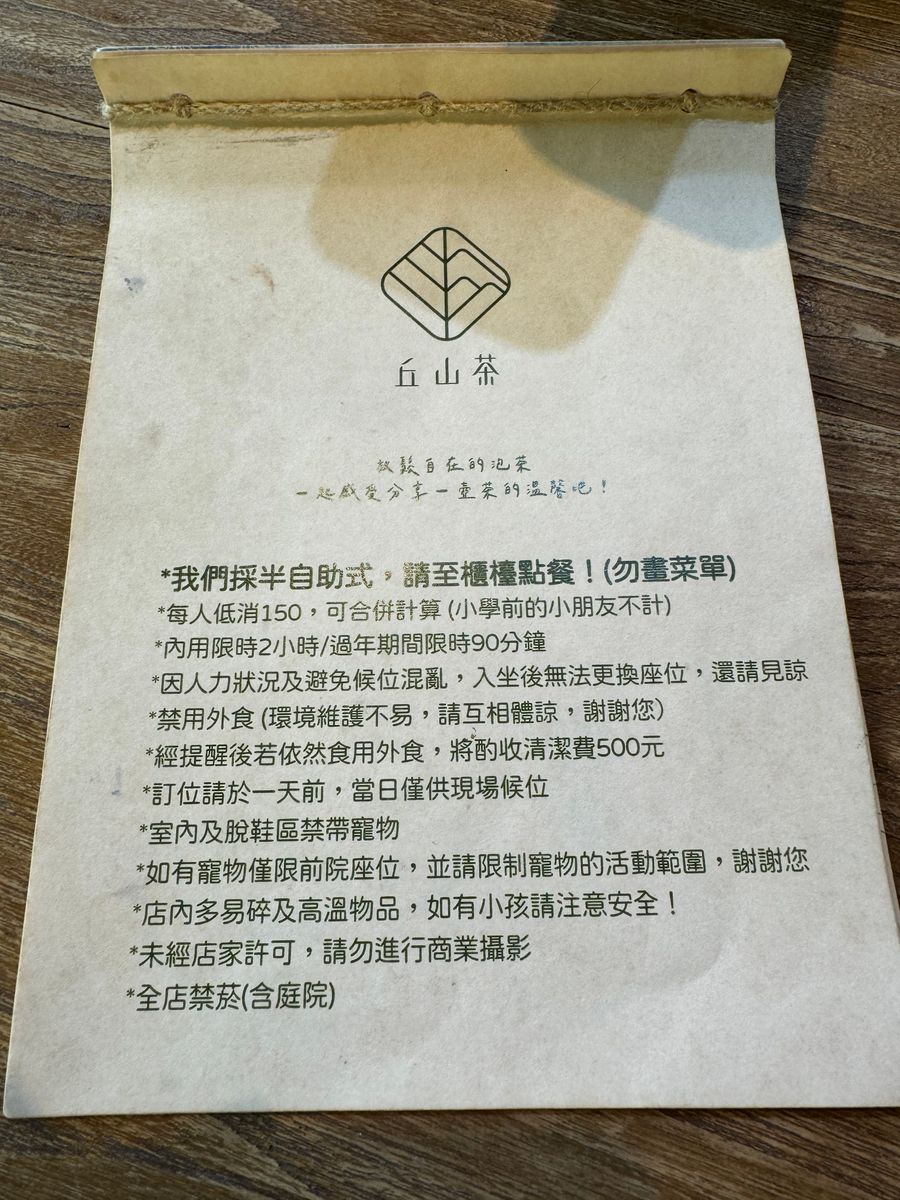 丘山茶
放鬆自在的泡茶
一起感受分享一壺茶的溫馨吧！
*我們採半自助式，請至櫃檯點餐！(勿畫菜單)
*每人低消150，可合併計算 (小學前的小朋友不計)
*內用限時2小時/過年期間限時90分鐘
*因人力狀況及避免候位混亂，入坐後無法更換座位，還請見諒
*禁用外食 (環境維護不易，請互相體諒，謝謝您)
*經提醒後若依然食用外食，將酌收清潔費500元
*訂位請於一天前，當日僅供現場候位
*室內及脫鞋區禁帶寵物
*如有寵物僅限前院座位，並請限制寵物的活動範圍，謝謝您
*店內多易碎及高溫物品，如有小孩請注意安全！
*未經店家許可，請勿進行商業攝影
*全店禁菸(含庭院)